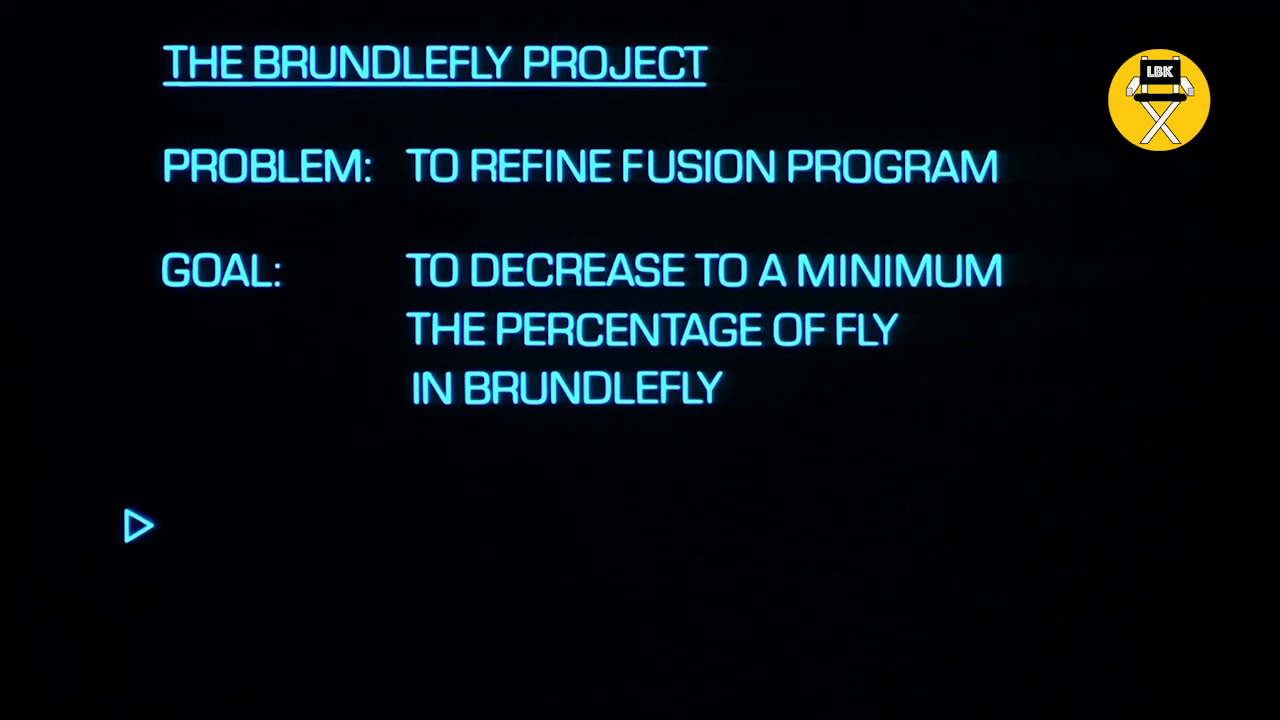 THE BRUNDLEFLY PROJECT
PROBLEM: TO REFINE FUSION PROGRAM
GOAL: TO DECREASE TO A MINIMUM
THE PERCENTAGE OF FLY
IN BRUNDLEFLY
LBK